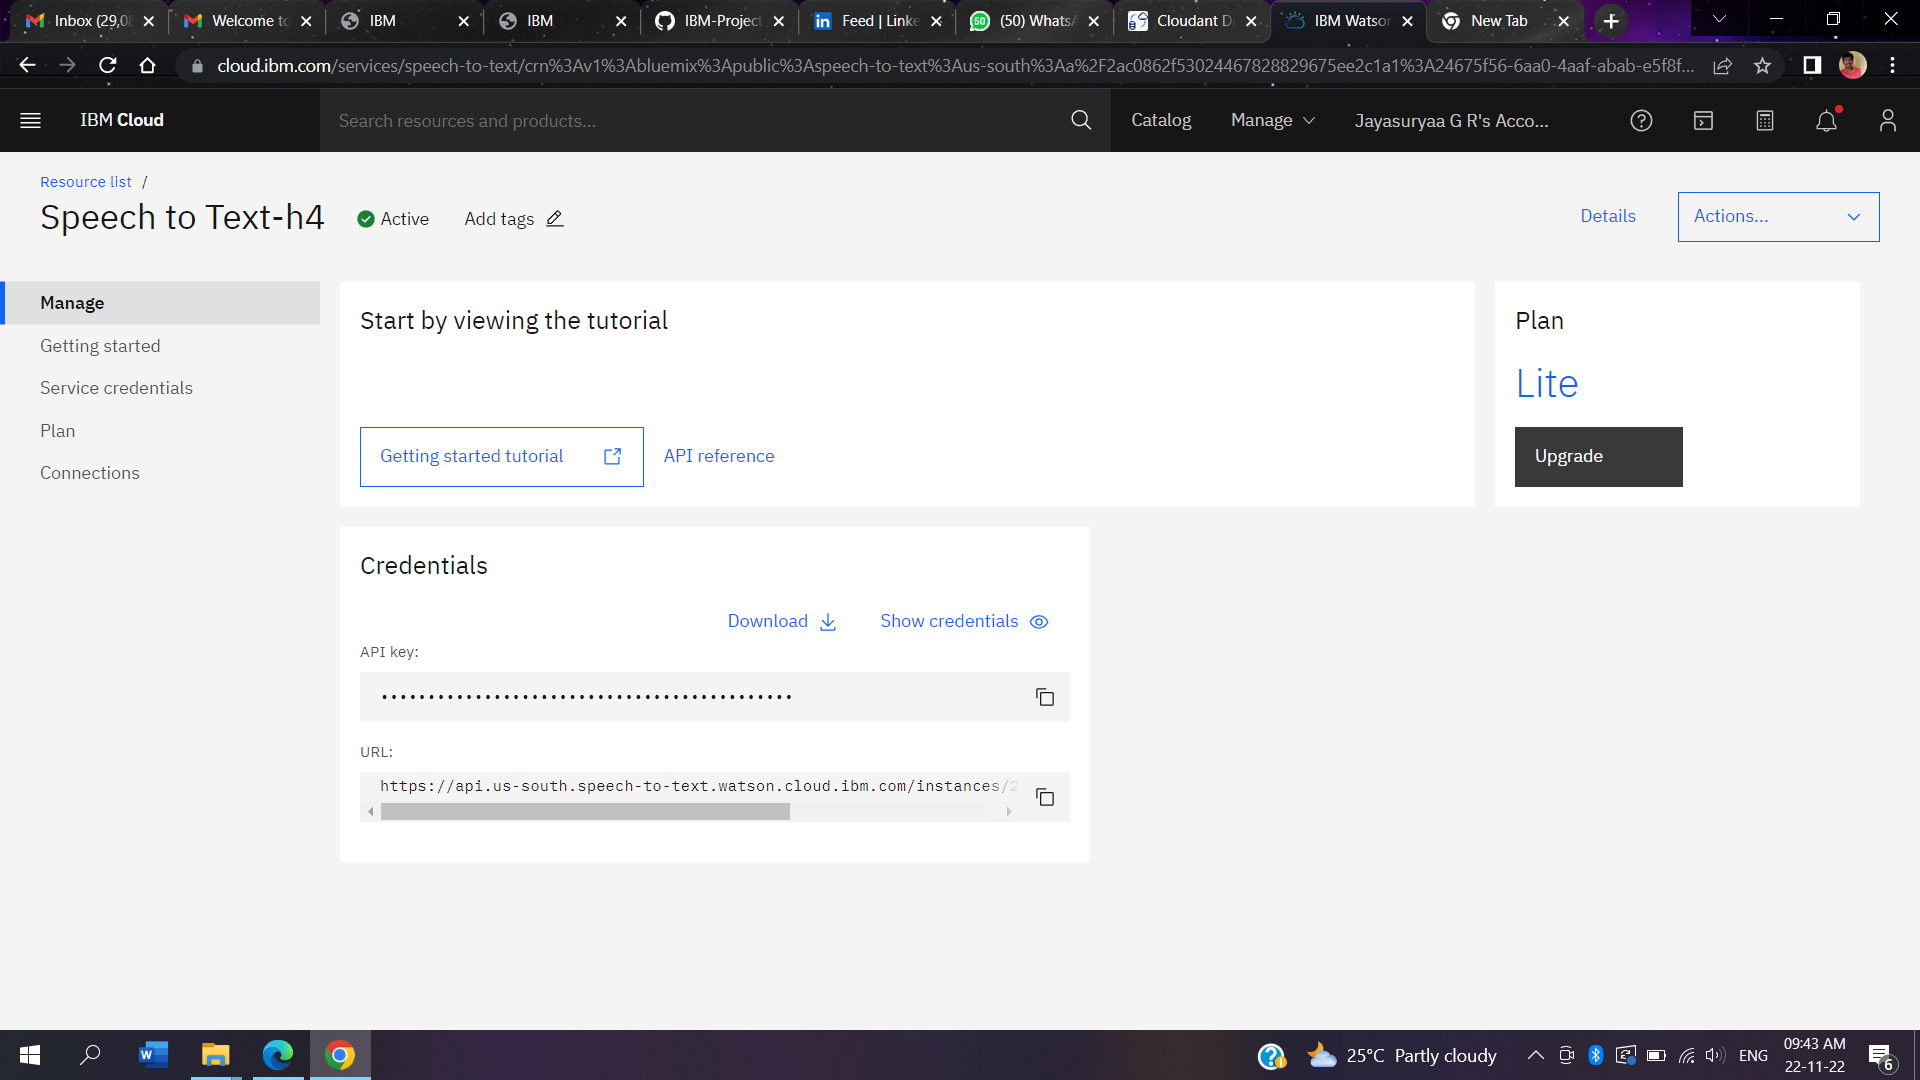 Inbox (29,0
Welcome to
IBM
IBM
IBM-Project
Feed | Linke
(50) WhatsA
Cloudant Da
IBM Watson
New Tab
cloud.ibm.com/services/speech-to-text/crn%3Av1%3Abluemix%3Apublic%3Aspeech-to-text%3Aus-south%3Aa%2F2ac0862f53024467828829675ee2c1a1%3A24675f56-6aa0-4aaf-abab-e5f8f...
IBM Cloud
Search resources and products...
Catalog
Manage
Jayasuryaa G R's Acco...
Resource list /
Speech to Text-h4
Active
Add tags
Details
Actions...
Manage
Getting started
Service credentials
Plan
Connections
Start by viewing the tutorial
Getting started tutorial
API reference
Plan
Lite
Upgrade
Credentials
Download
Show credentials
API key:
••••••••••••••••••••••••••••••••••••••••••••
URL:
https://api.us-south.speech-to-text.watson.cloud.ibm.com/instances/2
25°C Partly cloudy
ENG
09:43 AM
22-11-22
6